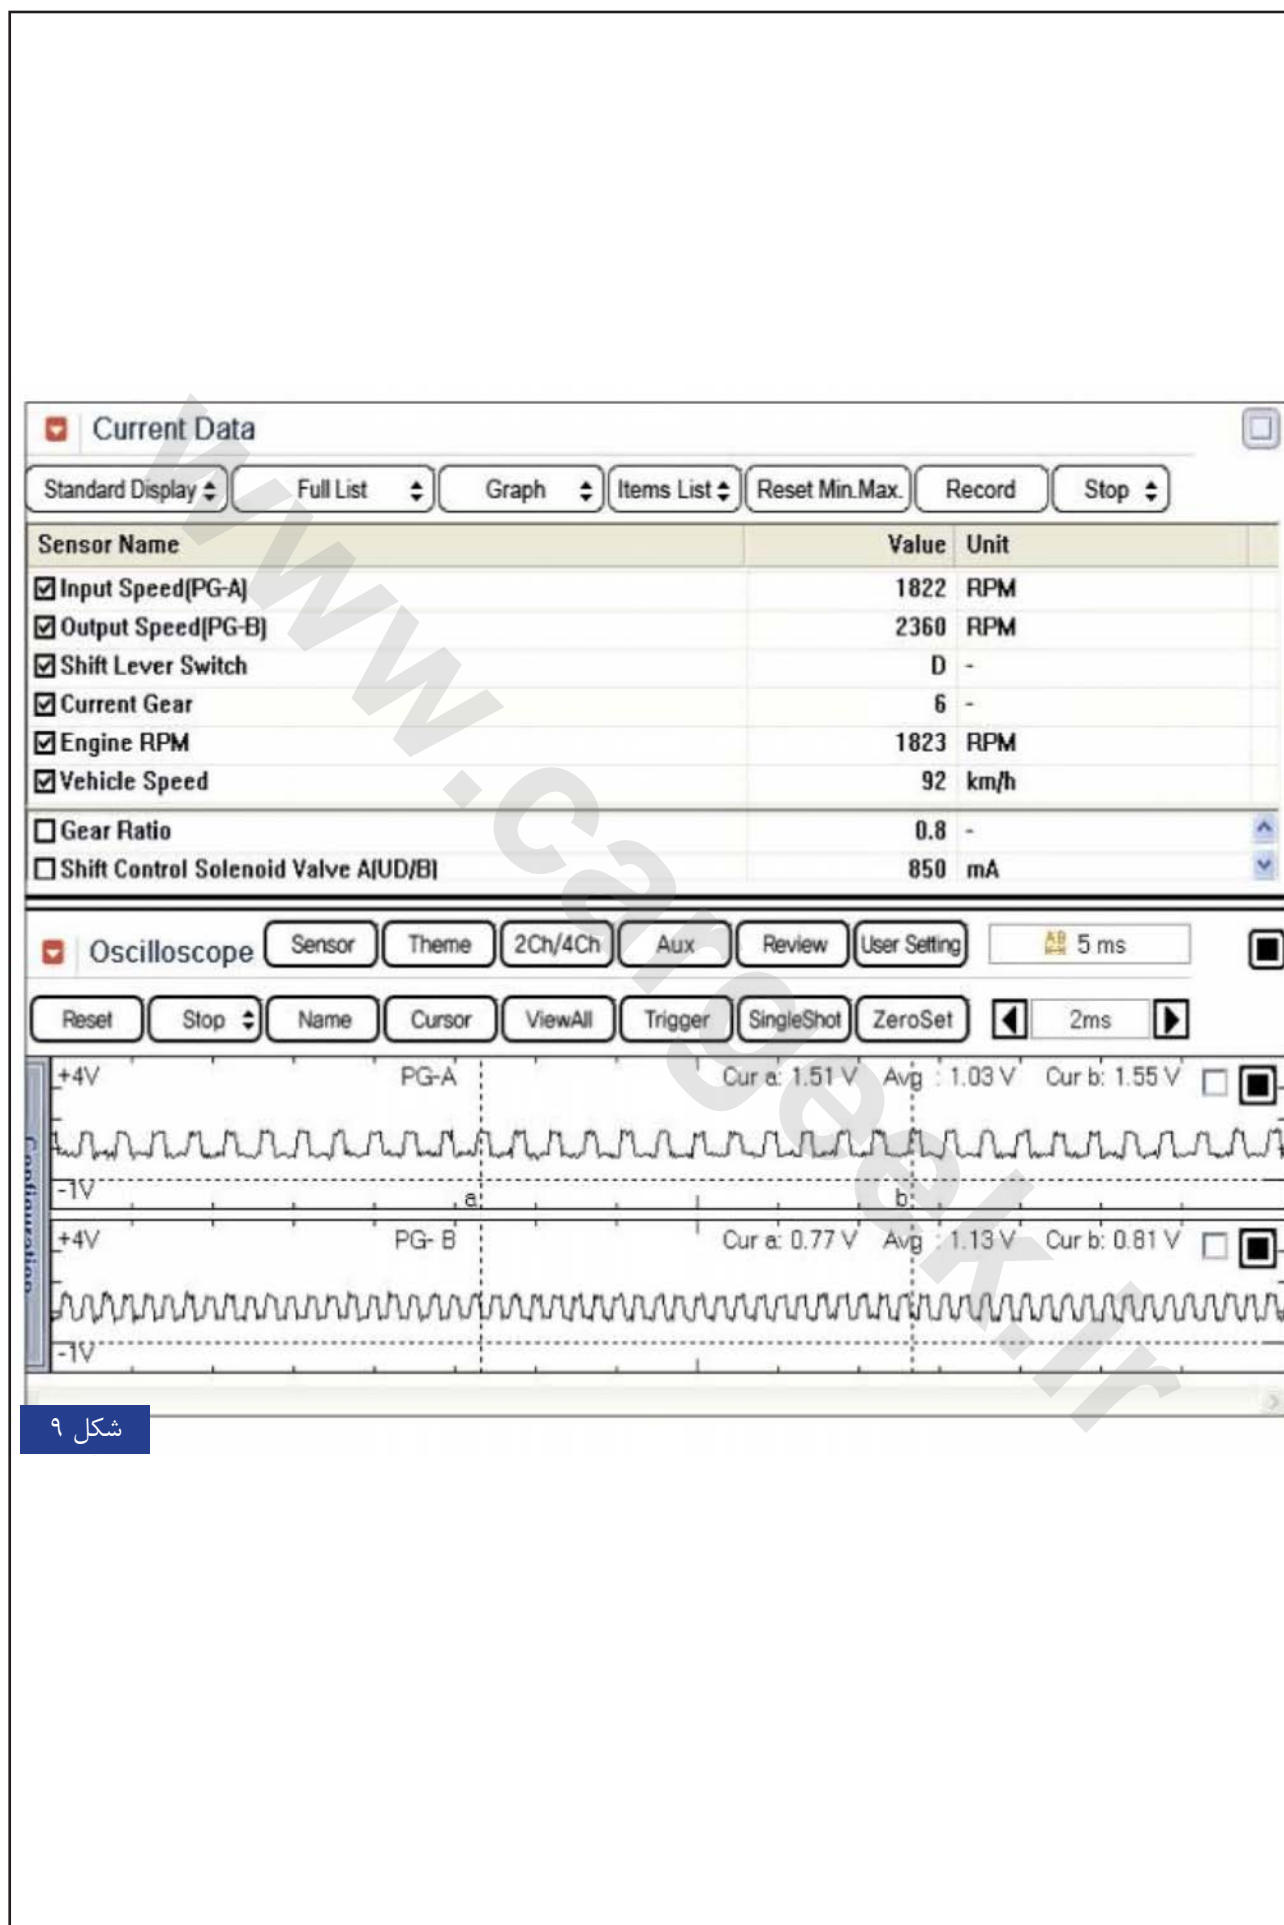 Current Data
Standard Display Full List Graph Items List Reset Min.Max. Record Stop
Sensor Name Value Unit
Input Speed(PG-A) 1822 RPM
Output Speed(PG-B) 2360 RPM
Shift Lever Switch D -
Current Gear 6 -
Engine RPM 1823 RPM
Vehicle Speed 92 km/h
Gear Ratio 0.8 -
Shift Control Solenoid Valve A(UD/B) 850 mA
Oscilloscope Sensor Theme 2Ch/4Ch Aux Review User Setting AB 5 ms
Reset Stop Name Cursor ViewAll Trigger SingleShot ZeroSet 2ms
+4V PG-A Cur a: 1.51 V Avg : 1.03 V Cur b: 1.55 V
-1V a b
+4V PG- B Cur a: 0.77 V Avg : 1.13 V Cur b: 0.81 V
-1V
Configuration
شکل ۹
www.cargeek.ir